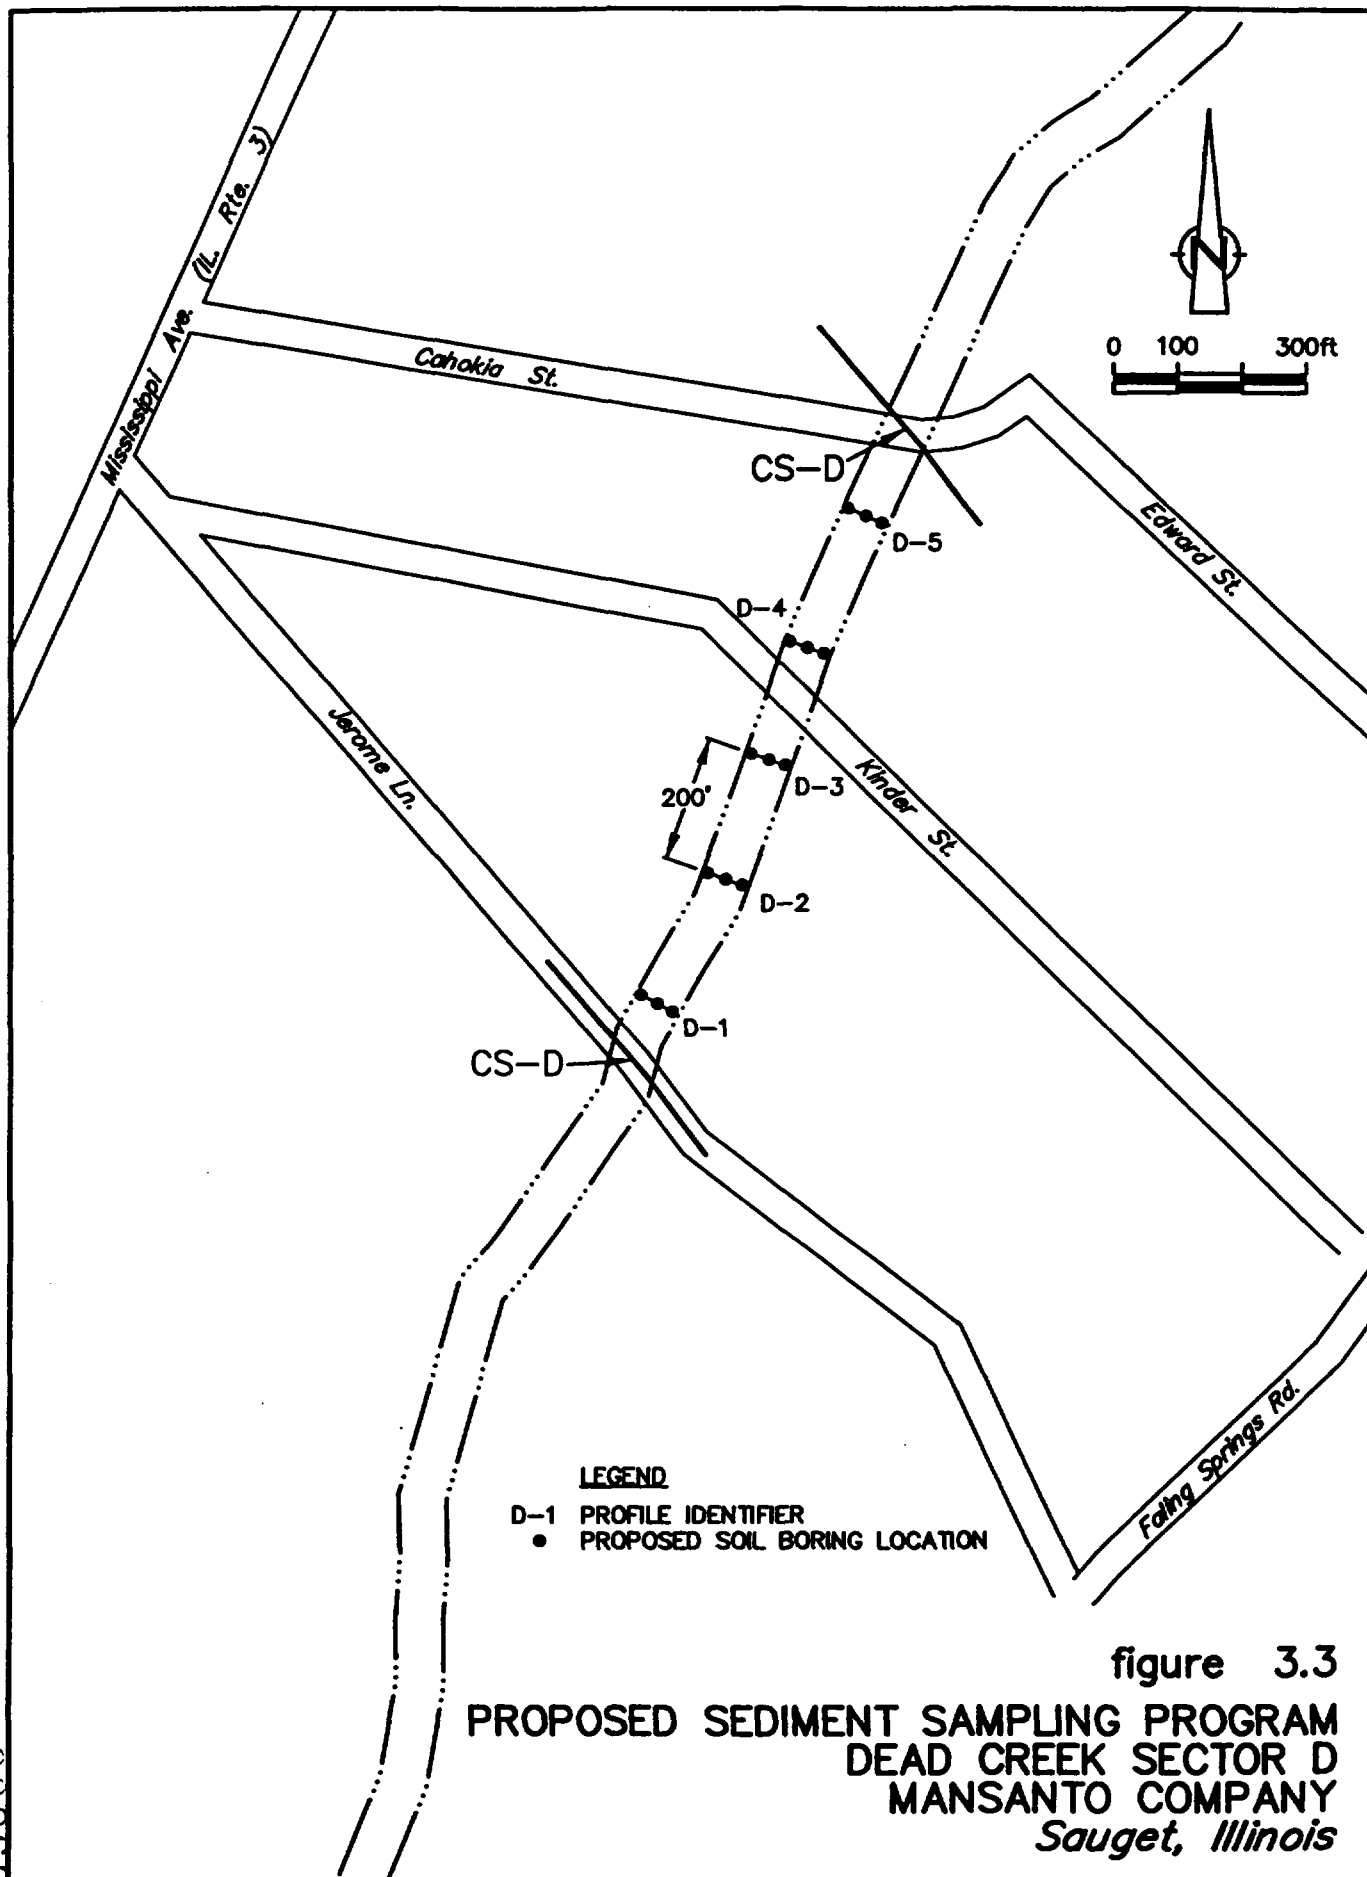 Mississippi Ave. (IL. Rte. 3)
N
0 100 300ft
Cahokia St.
CS-D
D-5
Edward St.
D-4
Jerome Ln.
200'
D-3
Kinder St.
D-2
D-1
CS-D
Falling Springs Rd.
LEGEND
D-1 PROFILE IDENTIFIER
● PROPOSED SOIL BORING LOCATION
figure 3.3
PROPOSED SEDIMENT SAMPLING PROGRAM
DEAD CREEK SECTOR D
MANSANTO COMPANY
Sauget, Illinois